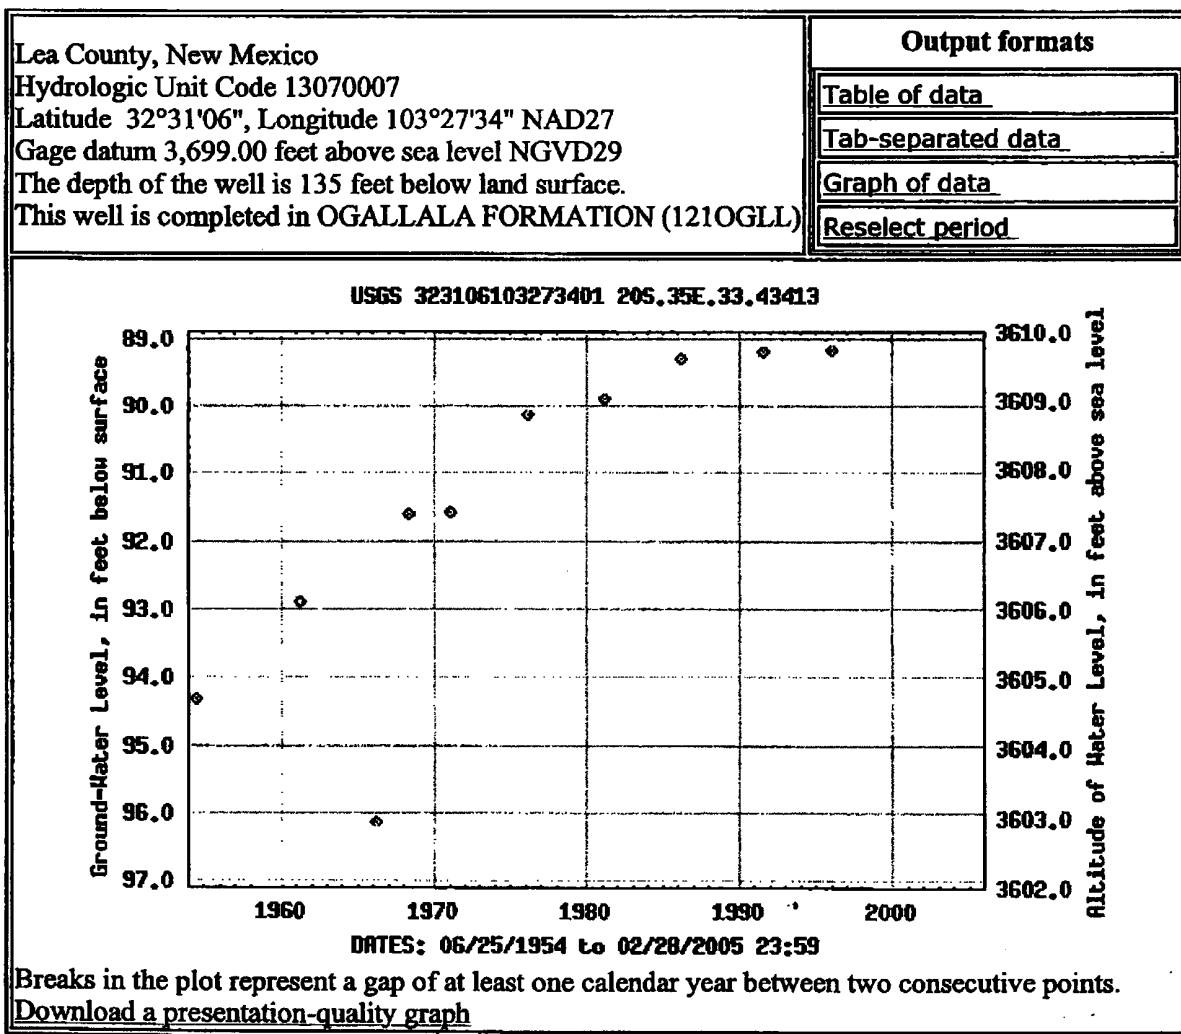 Lea County, New Mexico
Hydrologic Unit Code 13070007
Latitude 32°31'06", Longitude 103°27'34" NAD27
Gage datum 3,699.00 feet above sea level NGVD29
The depth of the well is 135 feet below land surface.
This well is completed in OGALLALA FORMATION (121OGLL)
Output formats
Table of data
Tab-separated data
Graph of data
Reselect period
USGS 323106103273401 20S.35E.33.43413
Ground-Water Level, in feet below surface
89.0
90.0
91.0
92.0
93.0
94.0
95.0
96.0
97.0
3610.0
3609.0
3608.0
3607.0
3606.0
3605.0
3604.0
3603.0
3602.0
Altitude of Water Level, in feet above sea level
1960 1970 1980 1990 2000
DATES: 06/25/1954 to 02/28/2005 23:59
Breaks in the plot represent a gap of at least one calendar year between two consecutive points.
Download a presentation-quality graph